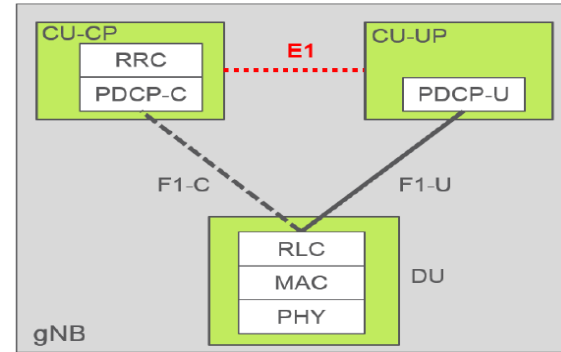 CU-CP
RRC
PDCP-C
E1
CU-UP
PDCP-U
F1-C
F1-U
RLC
MAC
PHY
DU
gNB